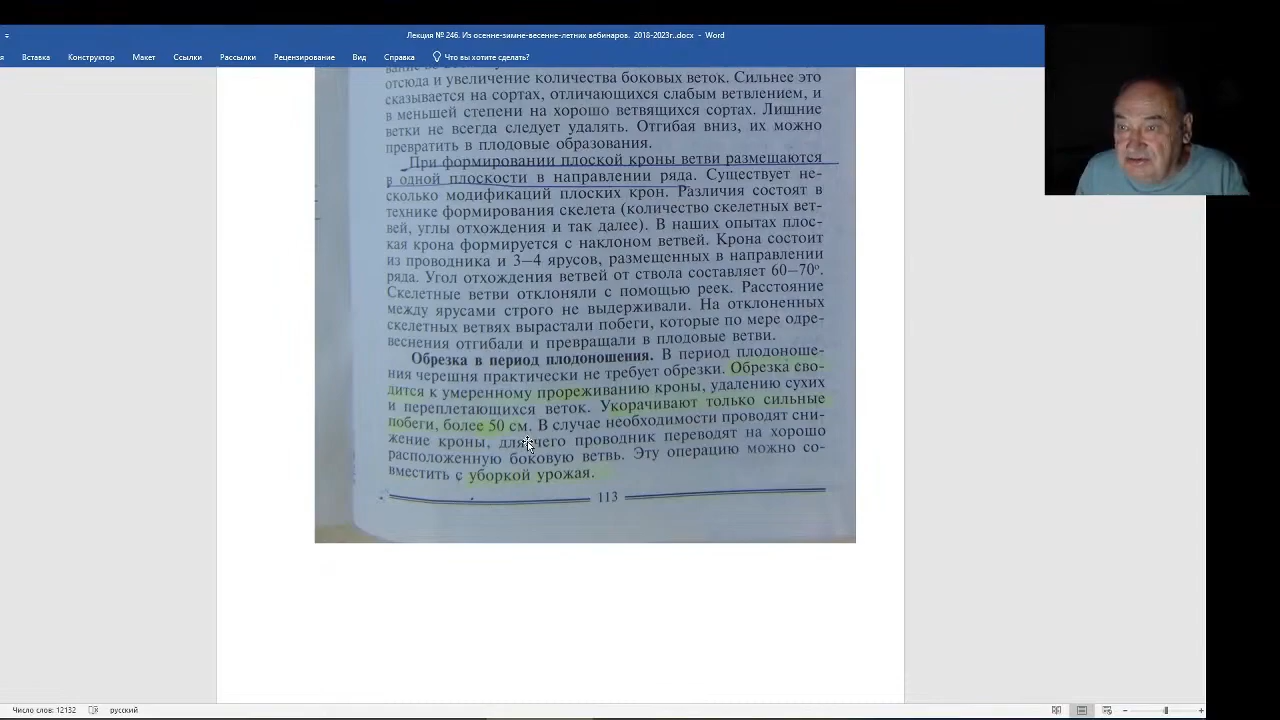 Лекция № 246. Из осенне-зимне-весенне-летних вебинаров. 2018-2023г..docx - Word
я Вставка Конструктор Макет Ссылки Рассылки Рецензирование Вид Справка Что вы хотите сделать?
отсюда и увеличение количества боковых веток. Сильнее это
сказывается на сортах, отличающихся слабым ветвлением, и
в меньшей степени на хорошо ветвящихся сортах. Лишние
ветки не всегда следует удалять. Отгибая вниз, их можно
превратить в плодовые образования.
При формировании плоской кроны ветви размещаются
в одной плоскости в направлении ряда. Существует не-
сколько модификаций плоских крон. Различия состоят в
технике формирования скелета (количество скелетных вет-
вей, углы отхождения и так далее). В наших опытах плос-
кая крона формируется с наклоном ветвей. Крона состоит
из проводника и 3–4 ярусов, размещенных в направлении
ряда. Угол отхождения ветвей от ствола составляет 60–70°.
Скелетные ветви отклоняли с помощью реек. Расстояние
между ярусами строго не выдерживали. На отклоненных
скелетных ветвях вырастали побеги, которые по мере одре-
веснения отгибали и превращали в плодовые ветви.
Обрезка в период плодоношения. В период плодоноше-
ния черешня практически не требует обрезки. Обрезка сво-
дится к умеренному прореживанию кроны, удалению сухих
и переплетающихся веток. Укорачивают только сильные
побеги, более 50 см. В случае необходимости проводят сни-
жение кроны, для чего проводник переводят на хорошо
расположенную боковую ветвь. Эту операцию можно со-
вместить с уборкой урожая.
113
Число слов: 12132 русский